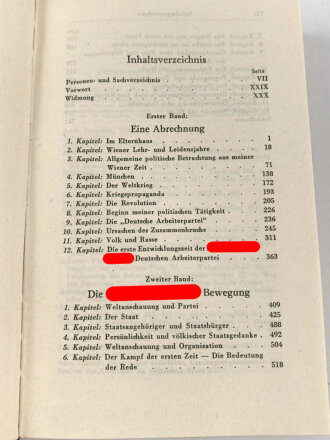 Inhaltsverzeichnis
Seite
Personen- und Sachverzeichnis . . . . . . . . VII
Vorwort . . . . . . . . XXIX
Widmung . . . . . . . . XXX
Erster Band:
Eine Abrechnung
1. Kapitel: Im Elternhaus . . . . . . . . 1
2. Kapitel: Wiener Lehr- und Leidensjahre . . . . . . 18
3. Kapitel: Allgemeine politische Betrachtung aus meiner
Wiener Zeit . . . . . . . . 71
4. Kapitel: München . . . . . . . . 138
5. Kapitel: Der Weltkrieg . . . . . . . . 172
6. Kapitel: Kriegspropaganda . . . . . . . . 193
7. Kapitel: Die Revolution . . . . . . . . 205
8. Kapitel: Beginn meiner politischen Tätigkeit . . . . 226
9. Kapitel: Die „Deutsche Arbeiterpartei" . . . . . 236
10. Kapitel: Ursachen des Zusammenbruchs . . . . . 245
11. Kapitel: Volk und Rasse . . . . . . . . 311
12. Kapitel: Die erste Entwicklungszeit der
Deutschen Arbeiterpartei . . . . 363
Zweiter Band:
Die Bewegung
1. Kapitel: Weltanschauung und Partei . . . . . . 409
2. Kapitel: Der Staat . . . . . . . . 425
3. Kapitel: Staatsangehöriger und Staatsbürger . . . . 488
4. Kapitel: Persönlichkeit und völkischer Staatsgedanke . 492
5. Kapitel: Weltanschauung und Organisation . . . . 504
6. Kapitel: Der Kampf der ersten Zeit — Die Bedeutung
der Rede . . . . . . . . 518